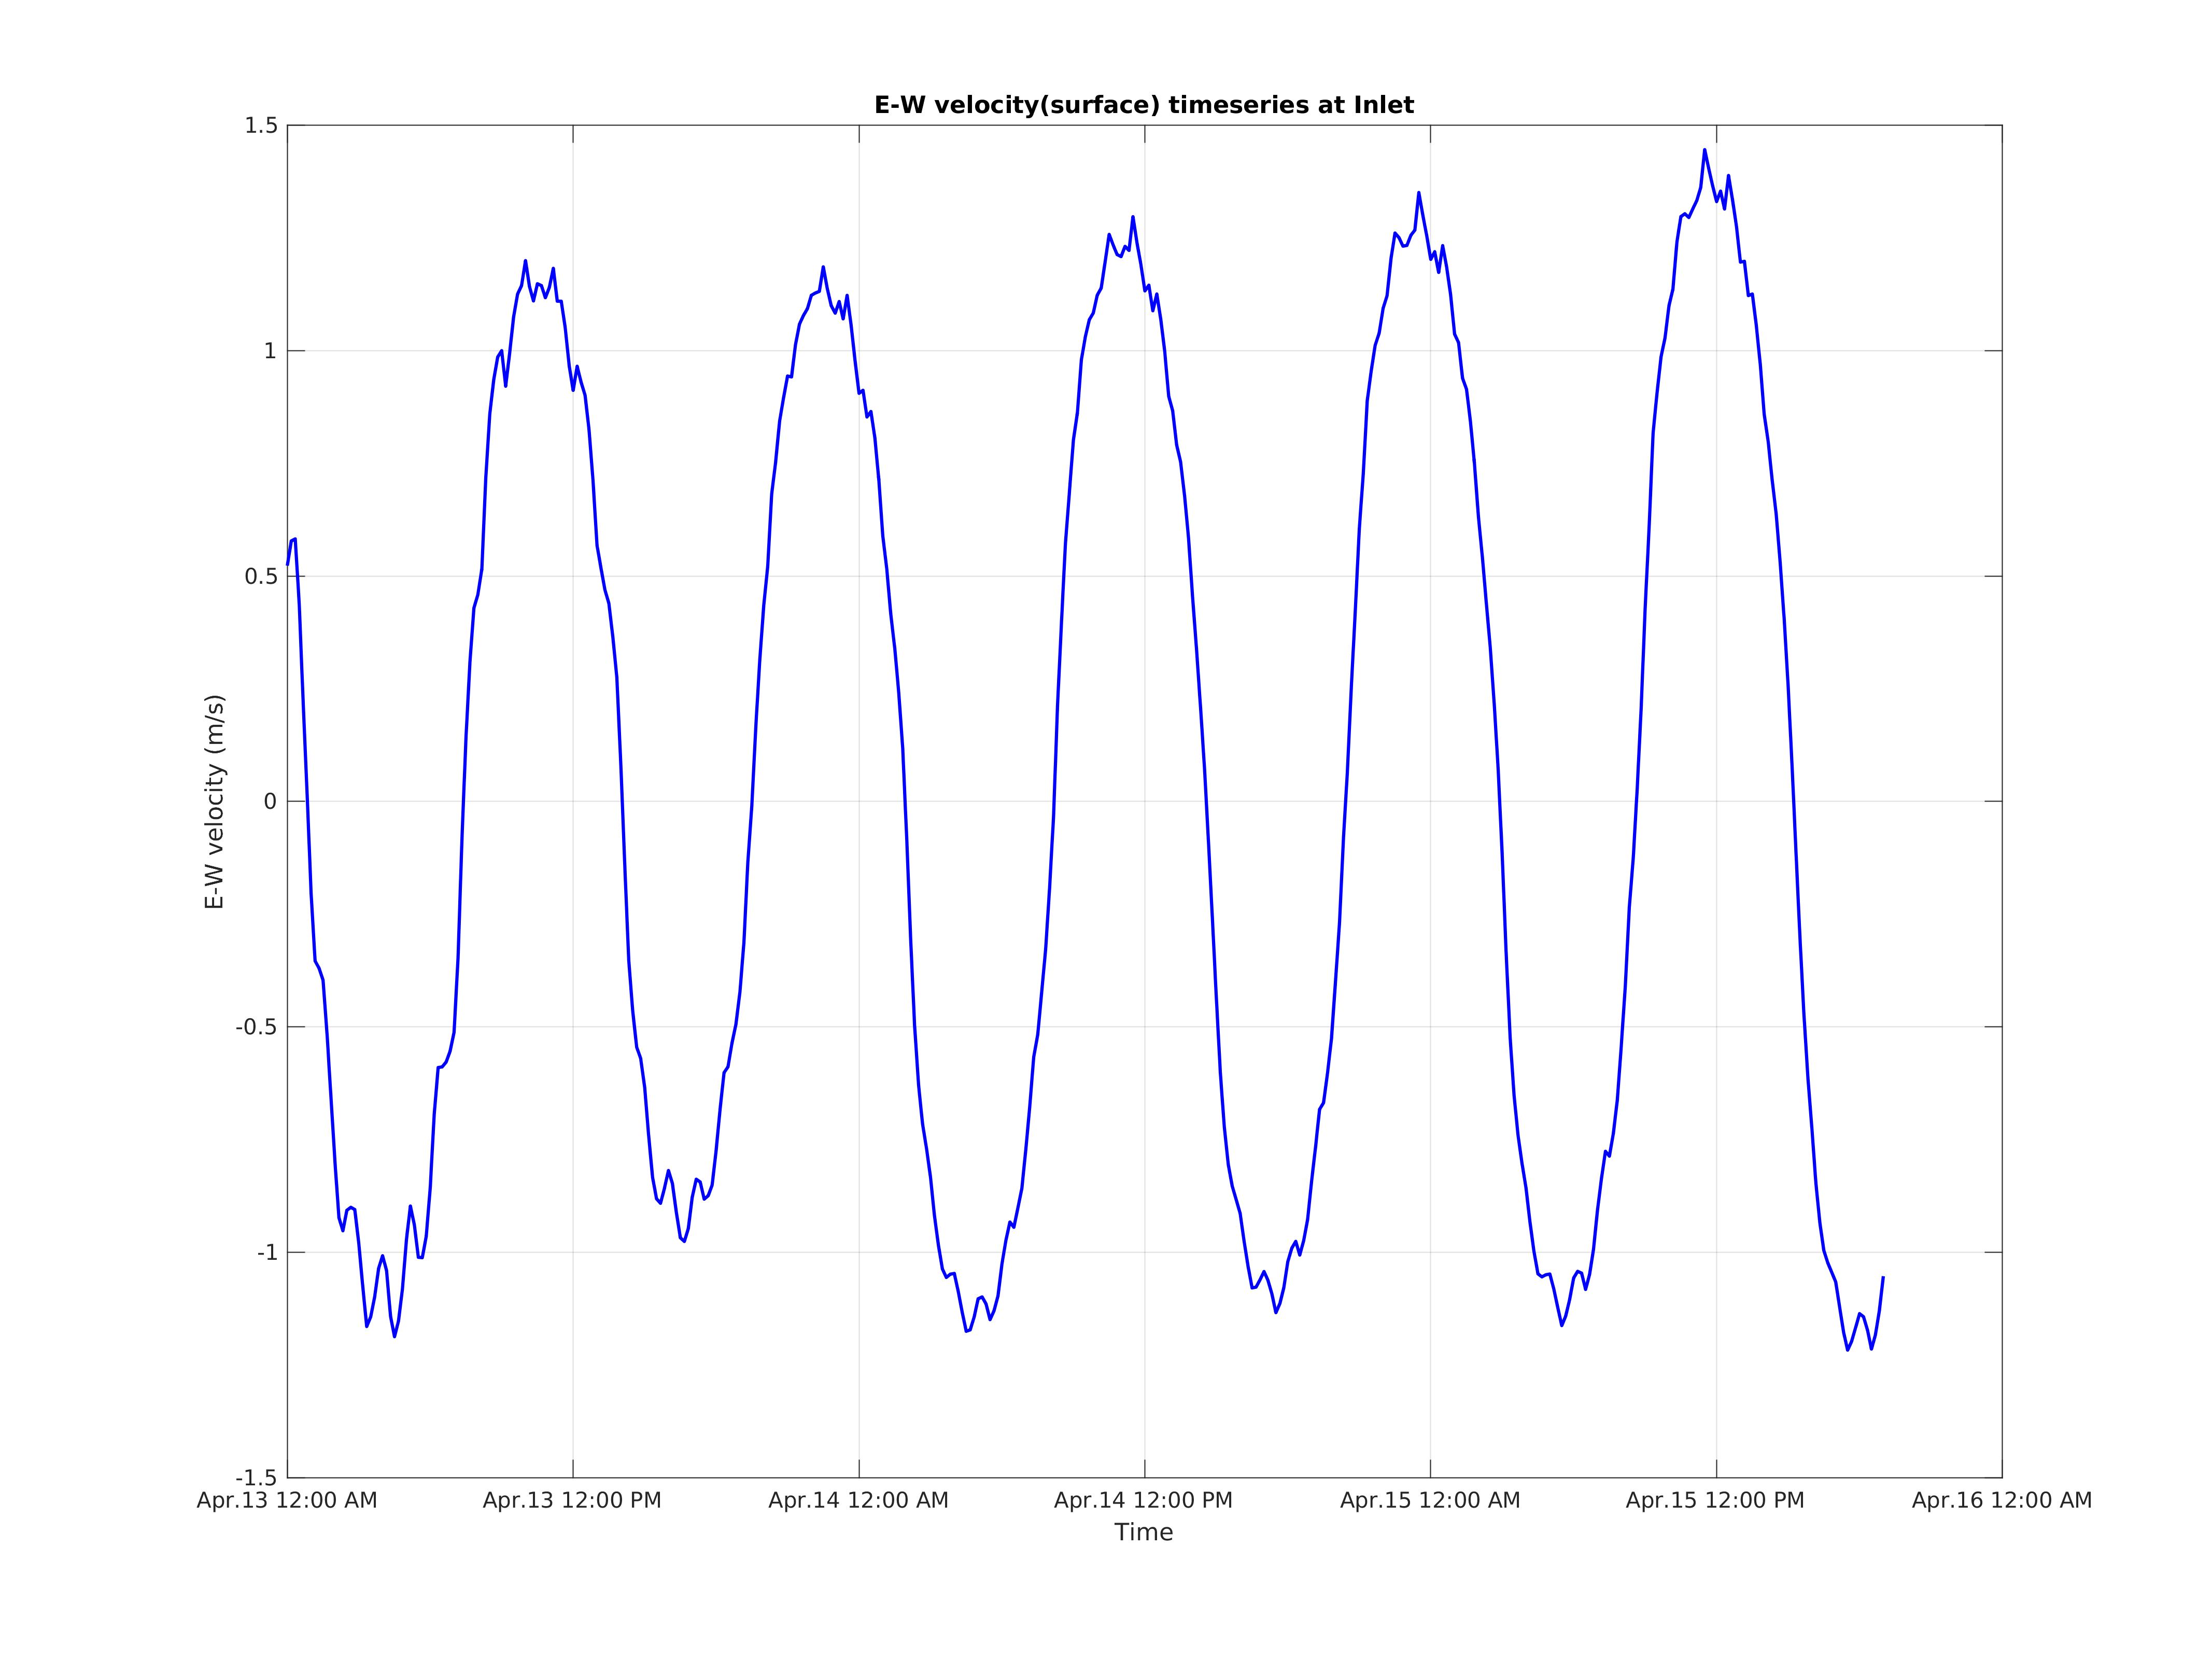 E-W velocity(surface) timeseries at Inlet
1.5
1
0.5
0
-0.5
-1
-1.5
E-W velocity (m/s)
Apr.13 12:00 AM Apr.13 12:00 PM Apr.14 12:00 AM Apr.14 12:00 PM Apr.15 12:00 AM Apr.15 12:00 PM Apr.16 12:00 AM
Time